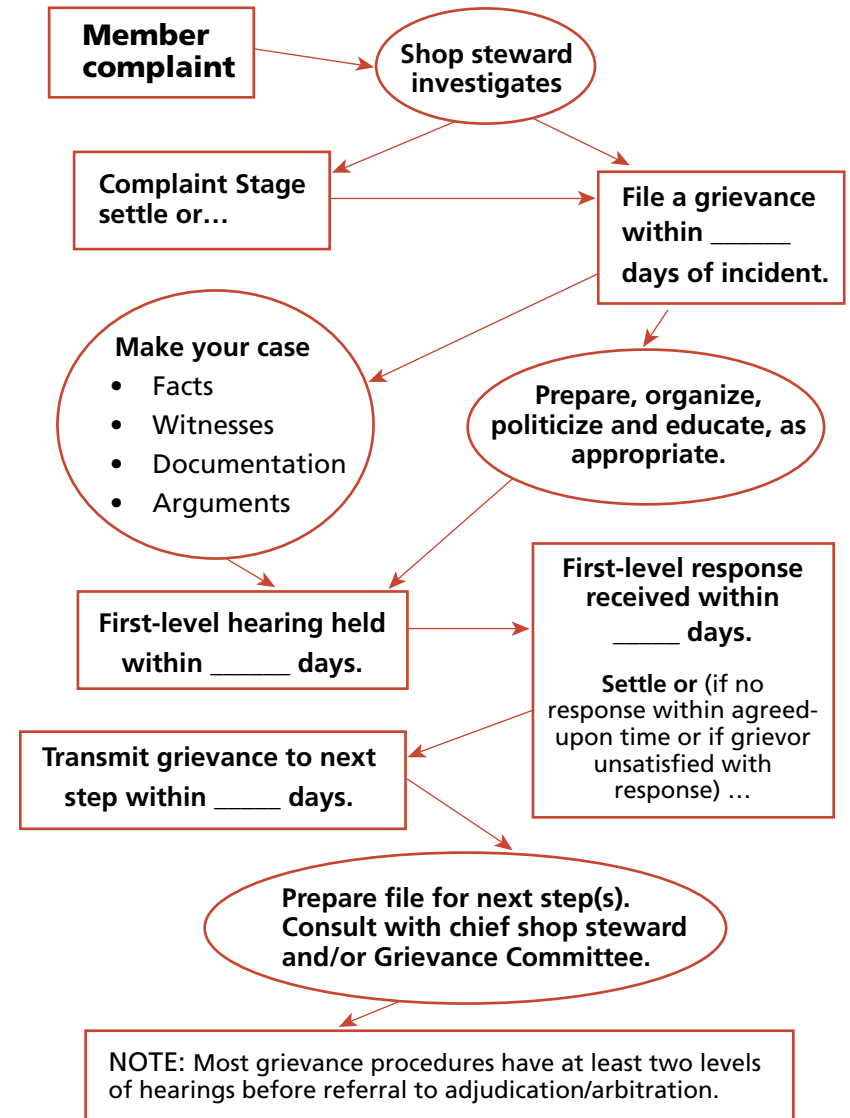 Member
complaint
Shop steward
investigates
Complaint Stage
settle or…
File a grievance
within ______
days of incident.
Make your case
• Facts
• Witnesses
• Documentation
• Arguments
Prepare, organize,
politicize and educate, as
appropriate.
First-level hearing held
within ______ days.
First-level response
received within
_____ days.
Settle or (if no
response within agreed-
upon time or if grievor
unsatisfied with
response) …
Transmit grievance to next
step within _____ days.
Prepare file for next step(s).
Consult with chief shop steward
and/or Grievance Committee.
NOTE: Most grievance procedures have at least two levels
of hearings before referral to adjudication/arbitration.